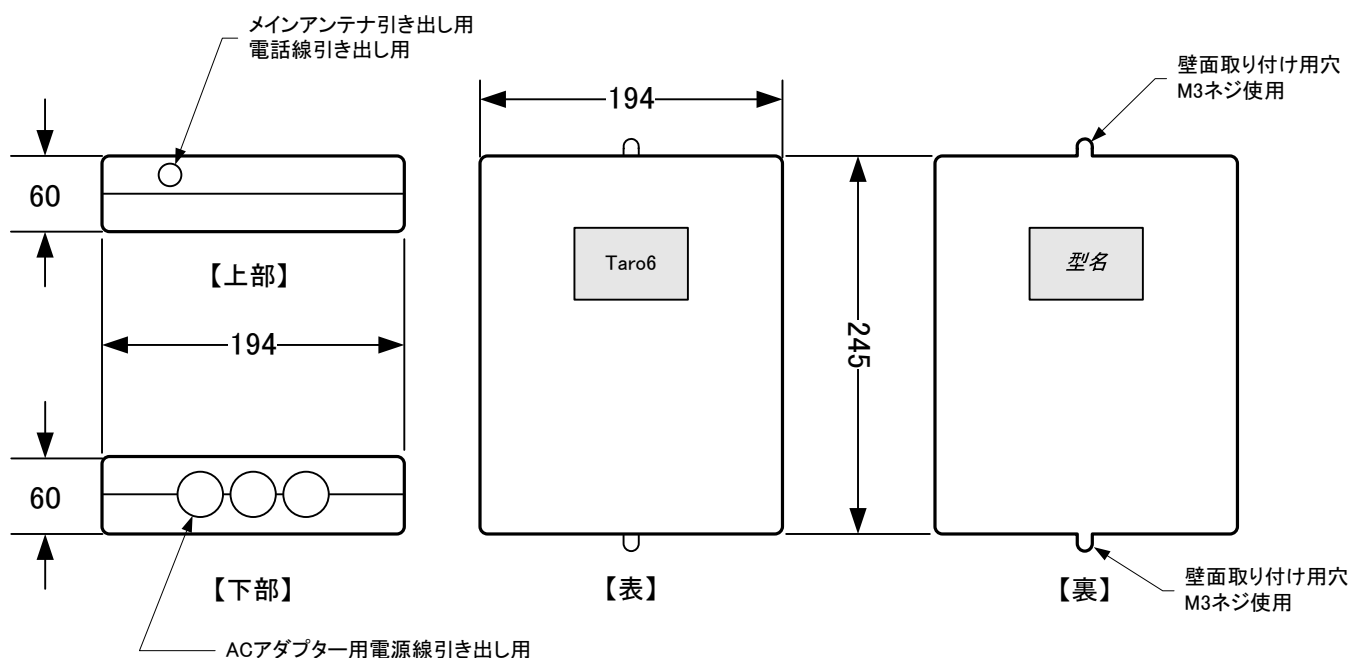 メインアンテナ引き出し用
電話線引き出し用
壁面取り付け用穴
M3ネジ使用
194
60
Taro6
型名
【上部】
194
245
60
【下部】
【表】
【裏】
壁面取り付け用穴
M3ネジ使用
ACアダプター用電源線引き出し用